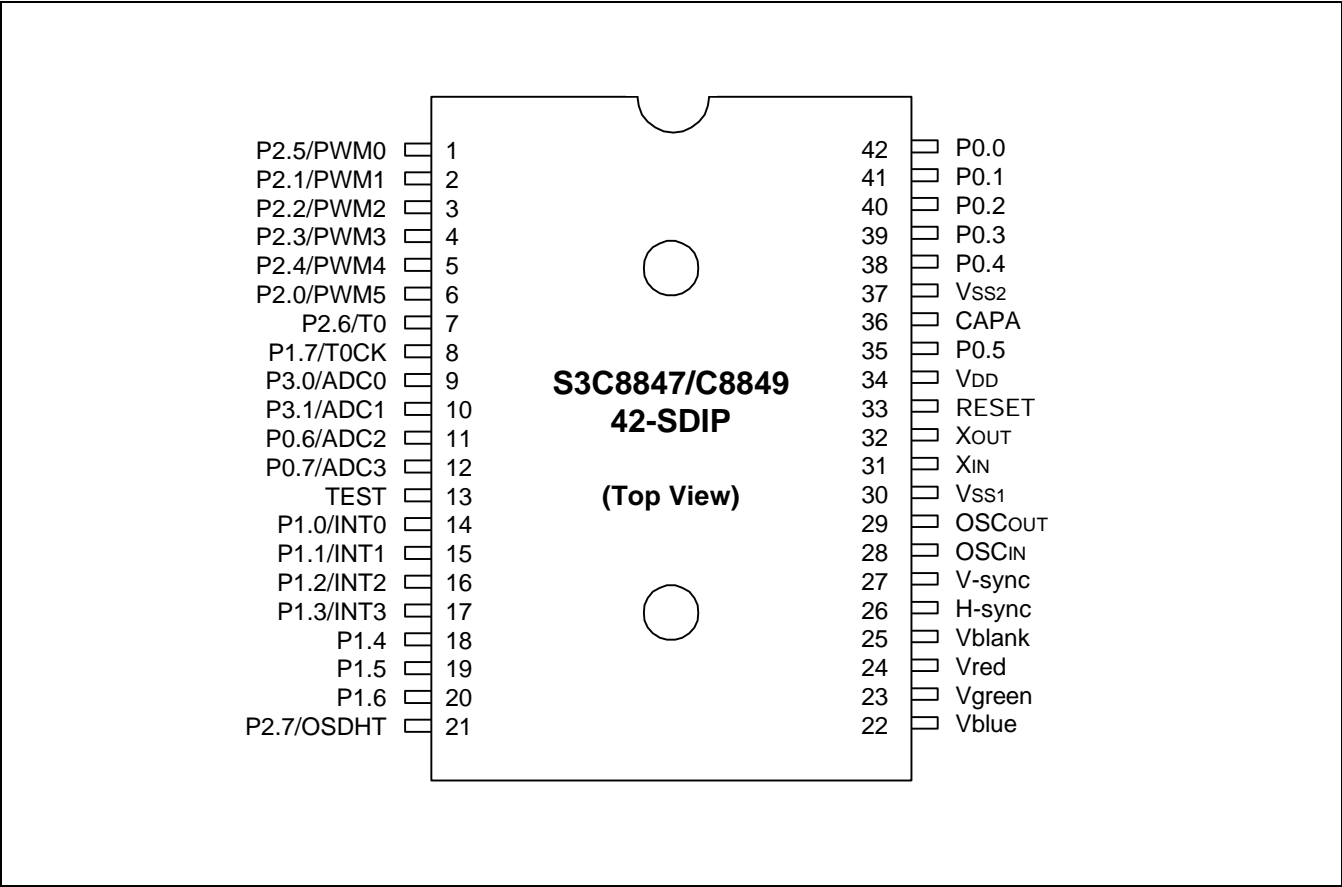 P2.5/PWM0 1
P2.1/PWM1 2
P2.2/PWM2 3
P2.3/PWM3 4
P2.4/PWM4 5
P2.0/PWM5 6
P2.6/T0 7
P1.7/T0CK 8
P3.0/ADC0 9
P3.1/ADC1 10
P0.6/ADC2 11
P0.7/ADC3 12
TEST 13
P1.0/INT0 14
P1.1/INT1 15
P1.2/INT2 16
P1.3/INT3 17
P1.4 18
P1.5 19
P1.6 20
P2.7/OSDHT 21
S3C8847/C8849
42-SDIP
(Top View)
42 P0.0
41 P0.1
40 P0.2
39 P0.3
38 P0.4
37 VSS2
36 CAPA
35 P0.5
34 VDD
33 RESET
32 XOUT
31 XIN
30 VSS1
29 OSCOUT
28 OSCIN
27 V-sync
26 H-sync
25 Vblank
24 Vred
23 Vgreen
22 Vblue